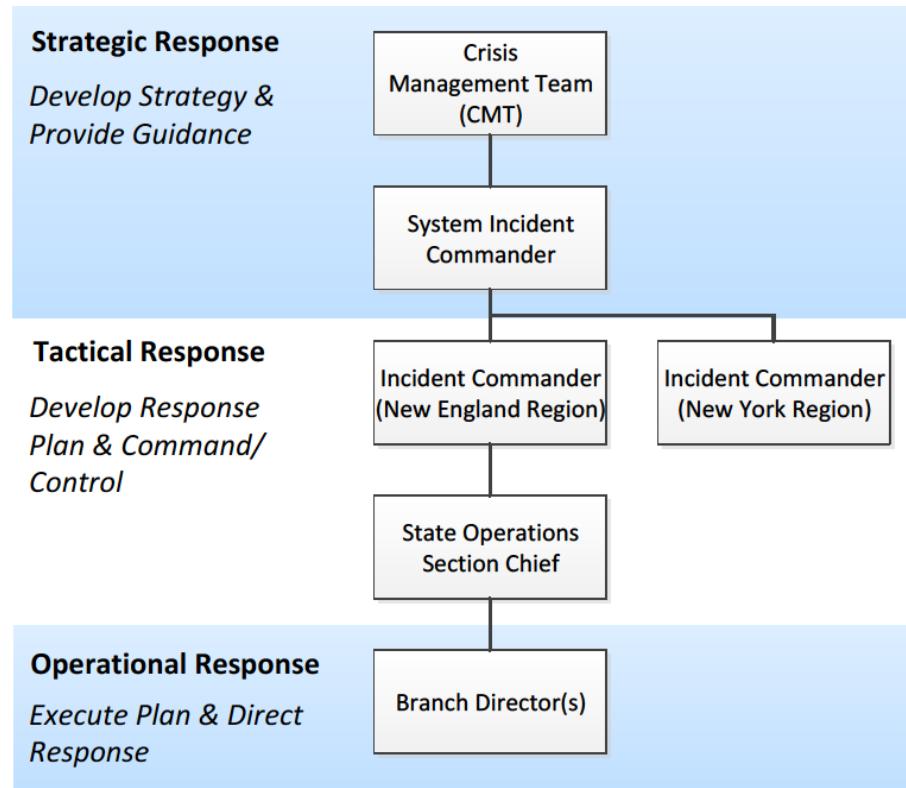 Strategic Response
Develop Strategy &
Provide Guidance
Crisis
Management Team
(CMT)
System Incident
Commander
Tactical Response
Develop Response
Plan & Command/
Control
Incident Commander
(New England Region)
Incident Commander
(New York Region)
State Operations
Section Chief
Operational Response
Execute Plan & Direct
Response
Branch Director(s)